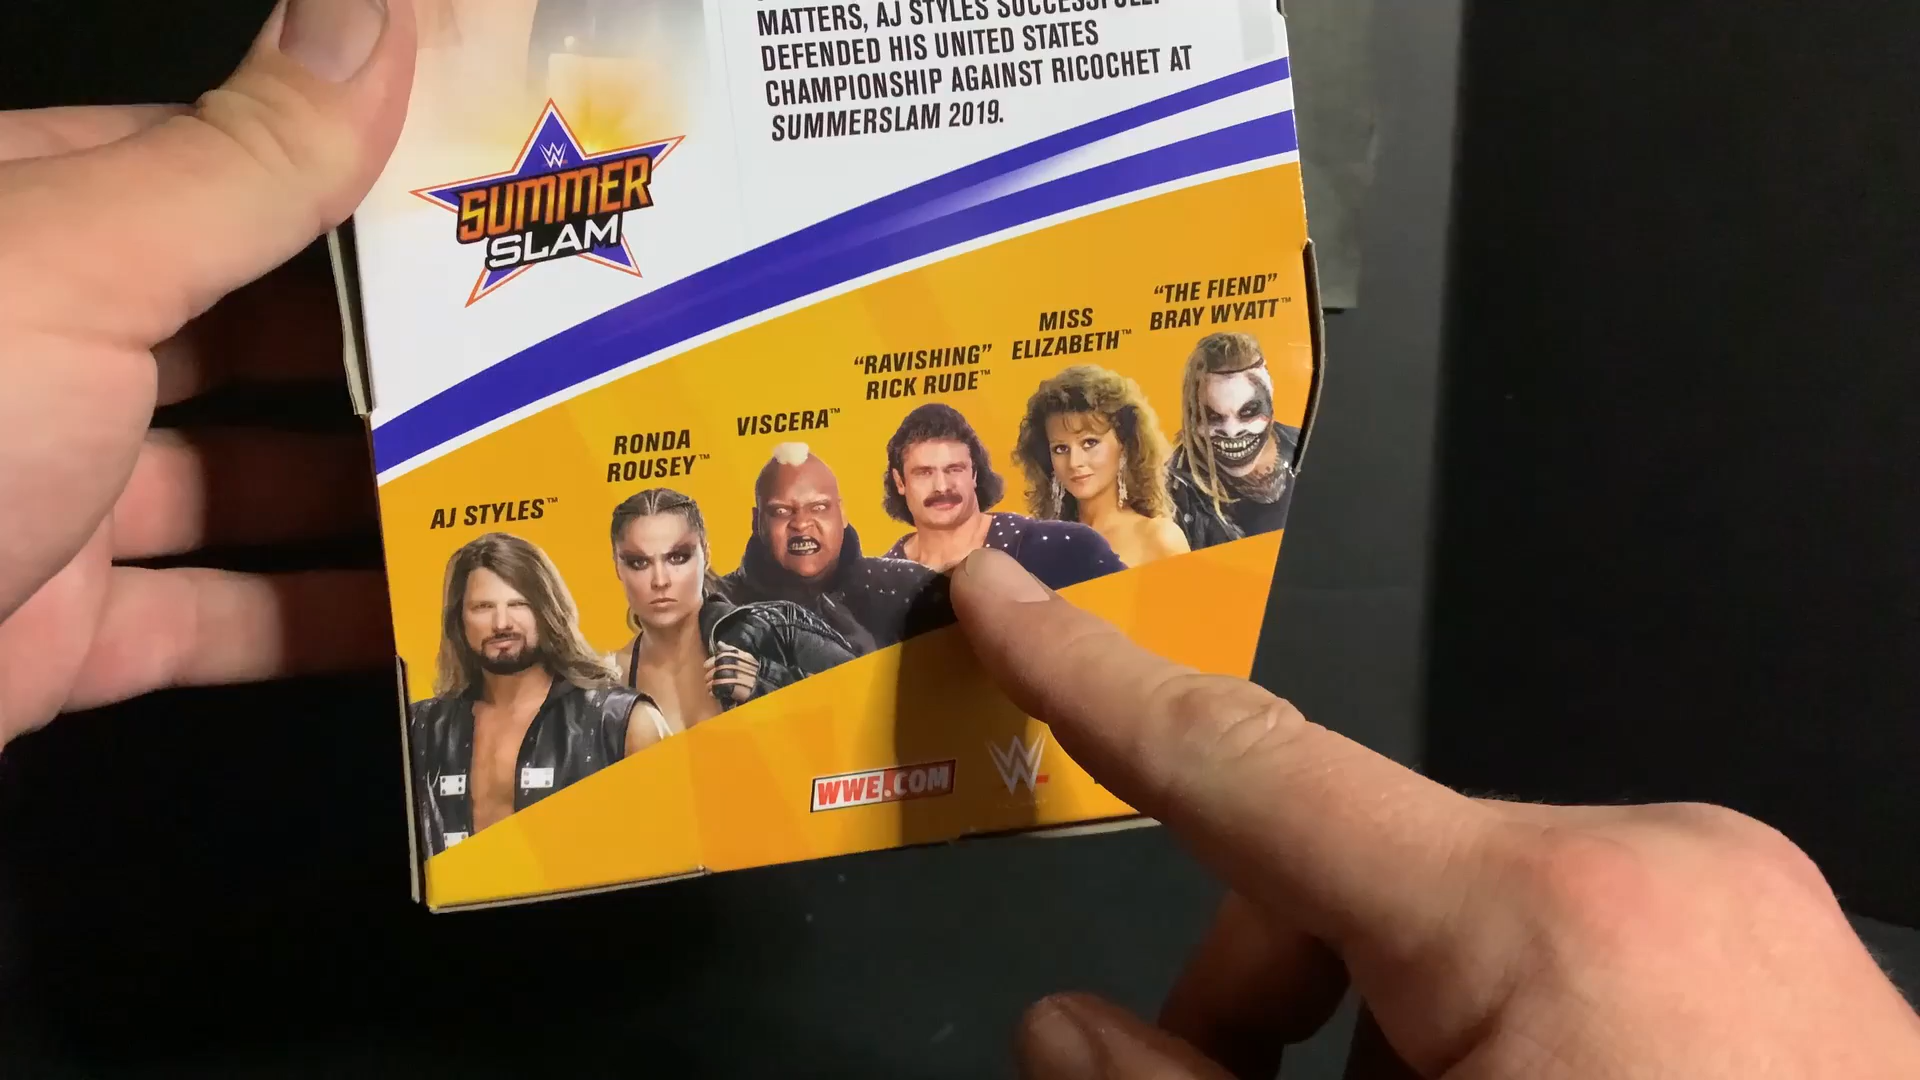 MATTERS, AJ STYLES SUCCESSFULLY
DEFENDED HIS UNITED STATES
CHAMPIONSHIP AGAINST RICOCHET AT
SUMMERSLAM 2019.
W
SUMMER
SLAM
"THE FIEND"
BRAY WYATT™
MISS
ELIZABETH™
"RAVISHING"
RICK RUDE™
VISCERA™
RONDA
ROUSEY™
AJ STYLES™
WWE.COM
W